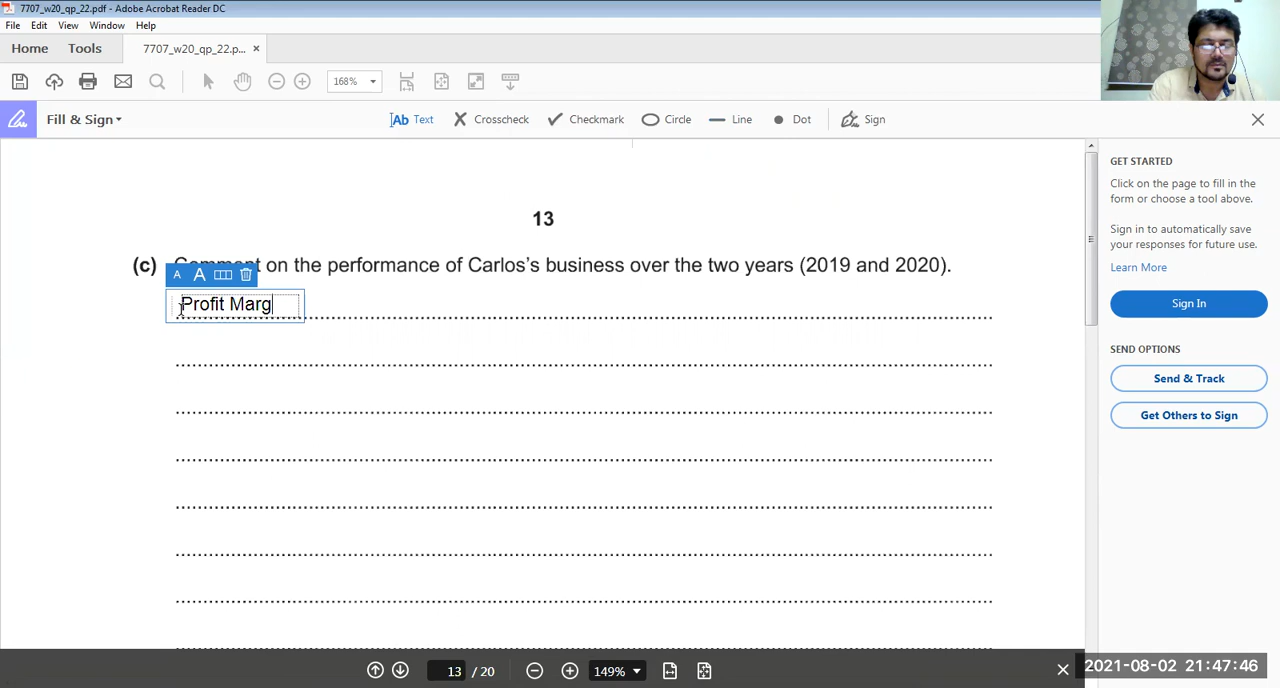 7707_w20_qp_22.pdf - Adobe Acrobat Reader DC
File Edit View Window Help
Home Tools 7707_w20_qp_22.p... ×
168%
Fill & Sign Ab Text Crosscheck Checkmark Circle Line Dot Sign
GET STARTED
Click on the page to fill in the
form or choose a tool above.
Sign in to automatically save
your responses for future use.
Learn More
Sign In
SEND OPTIONS
Send & Track
Get Others to Sign
13
(c) Comment on the performance of Carlos's business over the two years (2019 and 2020).
A A
Profit Marg
13 / 20 149%
2021-08-02 21:47:46